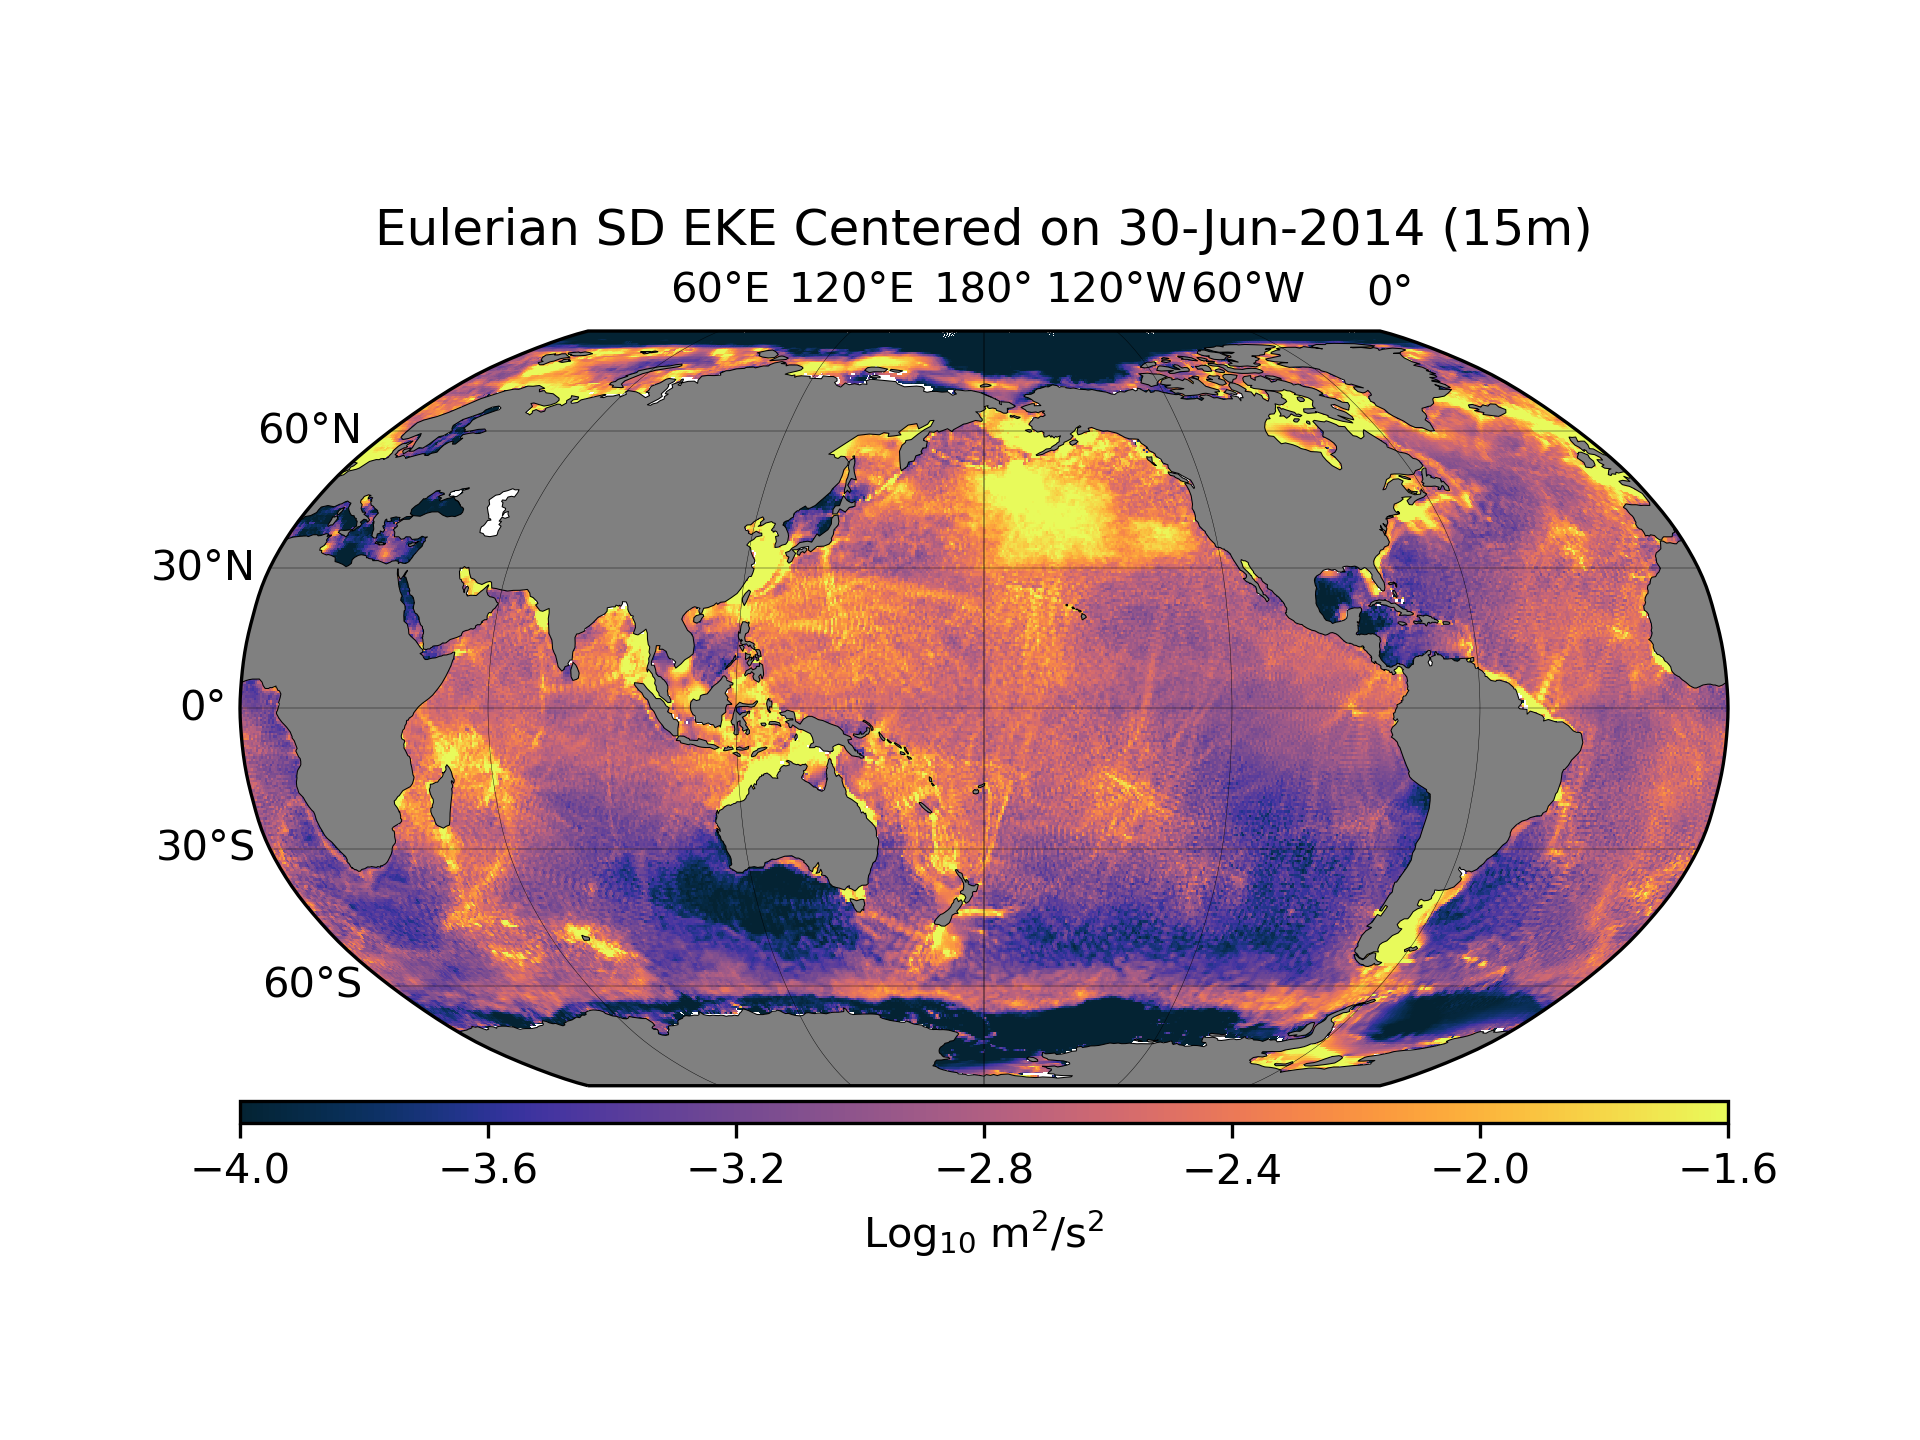 Eulerian SD EKE Centered on 30-Jun-2014 (15m)
60°E 120°E 180° 120°W 60°W 0°
60°N
30°N
0°
30°S
60°S
−4.0 −3.6 −3.2 −2.8 −2.4 −2.0 −1.6
Log₁₀ m²/s²